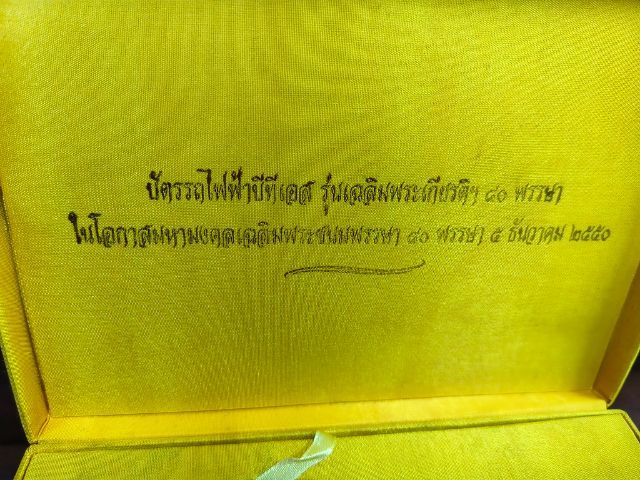 บัตรรถไฟฟ้าบีทีเอส รุ่นเฉลิมพระเกียรติฯ ๘๐ พรรษา
ในโอกาสมหามงคลเฉลิมพระชนมพรรษา ๘๐ พรรษา ๕ ธันวาคม ๒๕๕๐